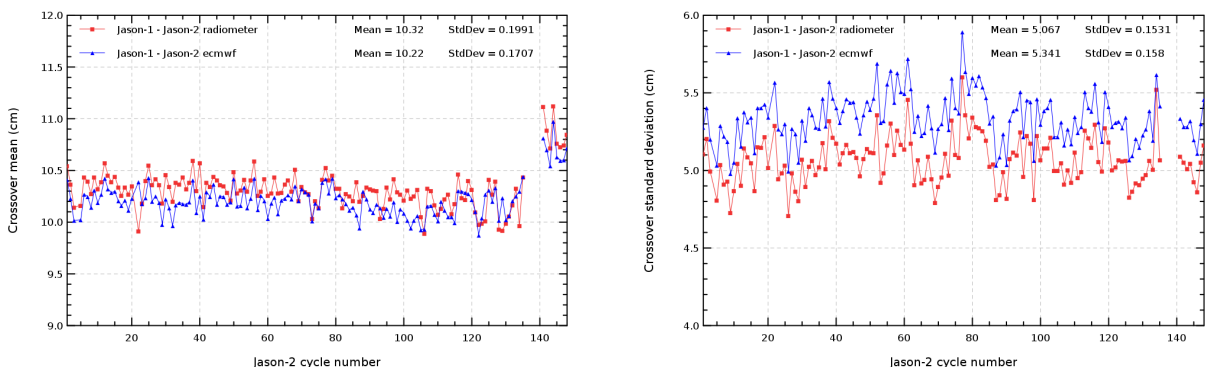 12.0
11.5
11.0
10.5
10.0
9.5
9.0
Crossover mean (cm)
Jason-1 - Jason-2 radiometer Mean = 10.32 StdDev = 0.1991
Jason-1 - Jason-2 ecmwf Mean = 10.22 StdDev = 0.1707
20 40 60 80 100 120 140
Jason-2 cycle number
6.0
5.5
5.0
4.5
4.0
Crossover standard deviation (cm)
Jason-1 - Jason-2 radiometer Mean = 5.067 StdDev = 0.1531
Jason-1 - Jason-2 ecmwf Mean = 5.341 StdDev = 0.158
20 40 60 80 100 120 140
Jason-2 cycle number